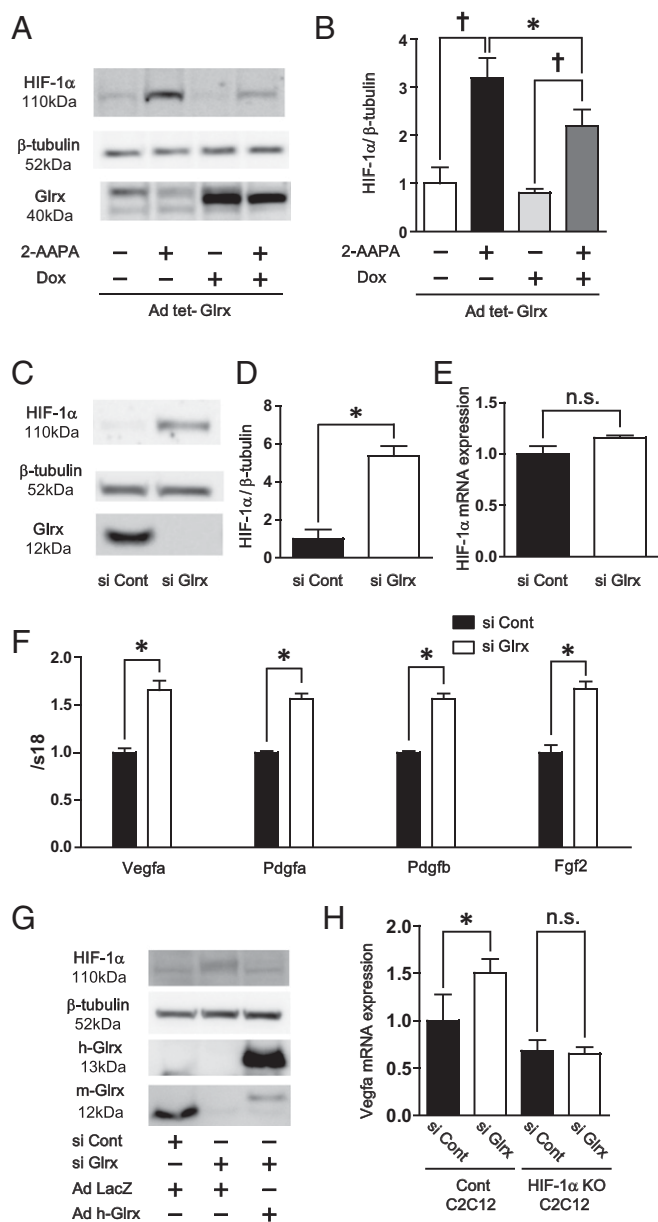 A
HIF-1α
110kDa
β-tubulin
52kDa
Glrx
40kDa
2-AAPA − + − +
Dox − − + +
Ad tet- Glrx
B
† * †
HIF-1α/ β-tubulin
4
3
2
1
0
2-AAPA − + − +
Dox − − + +
Ad tet-Glrx
C
HIF-1α
110kDa
β-tubulin
52kDa
Glrx
12kDa
si Cont si Glrx
D
*
HIF-1α/ β-tubulin
8
6
4
2
0
si Cont si Glrx
E
n.s.
HIF-1α mRNA expression
1.5
1.0
0.5
0.0
si Cont si Glrx
F
si Cont
si Glrx
* * * *
/s18
2.0
1.5
1.0
0.5
0.0
Vegfa Pdgfa Pdgfb Fgf2
G
HIF-1α
110kDa
β-tubulin
52kDa
h-Glrx
13kDa
m-Glrx
12kDa
si Cont + − −
si Glrx − + +
Ad LacZ + + −
Ad h-Glrx − − +
H
* n.s.
Vegfa mRNA expression
2.0
1.5
1.0
0.5
0.0
si Cont si Glrx si Cont si Glrx
Cont HIF-1α KO
C2C12 C2C12